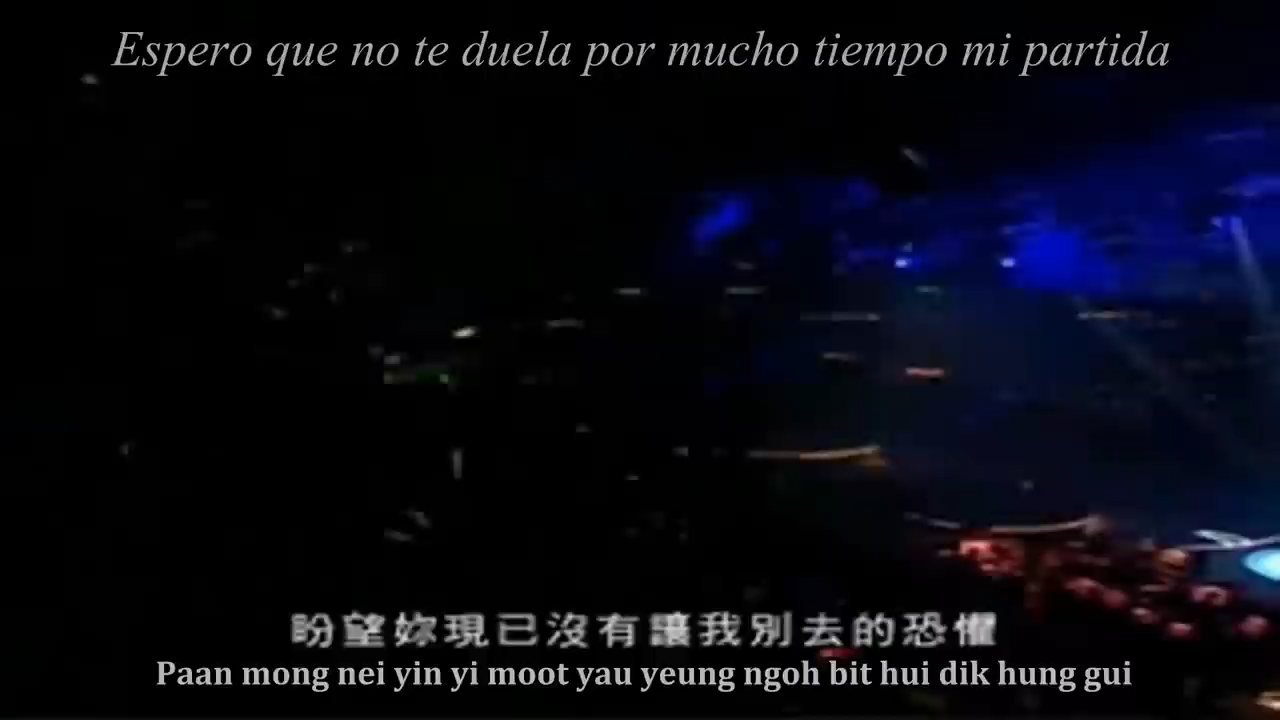 Espero que no te duela por mucho tiempo mi partida
盼望妳現已沒有讓我別去的恐懼
Paan mong nei yin yi moot yau yeung ngoh bit hui dik hung gui